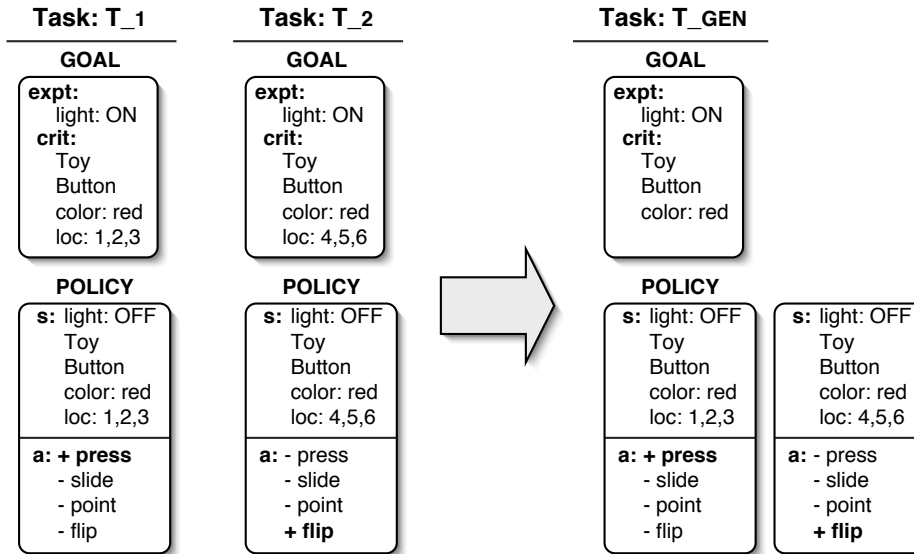 Task: T_1
GOAL
expt:
light: ON
crit:
Toy
Button
color: red
loc: 1,2,3
POLICY
s: light: OFF
Toy
Button
color: red
loc: 1,2,3
a: + press
- slide
- point
- flip
Task: T_2
GOAL
expt:
light: ON
crit:
Toy
Button
color: red
loc: 4,5,6
POLICY
s: light: OFF
Toy
Button
color: red
loc: 4,5,6
a: - press
- slide
- point
+ flip
Task: T_GEN
GOAL
expt:
light: ON
crit:
Toy
Button
color: red
POLICY
s: light: OFF
Toy
Button
color: red
loc: 1,2,3
a: + press
- slide
- point
- flip
s: light: OFF
Toy
Button
color: red
loc: 4,5,6
a: - press
- slide
- point
+ flip